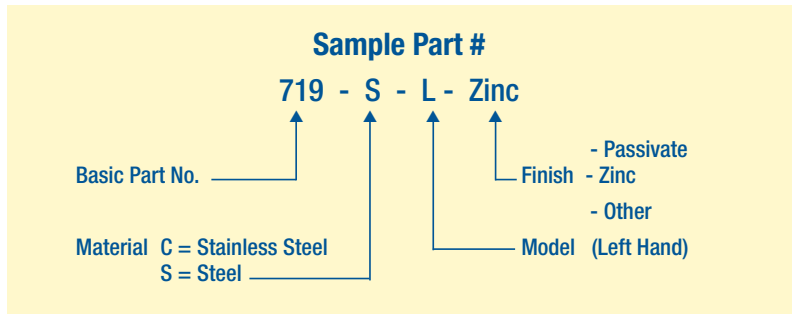 Sample Part #
719 - S - L - Zinc
- Passivate
Basic Part No.
Finish - Zinc
- Other
Material C = Stainless Steel
Model (Left Hand)
S = Steel